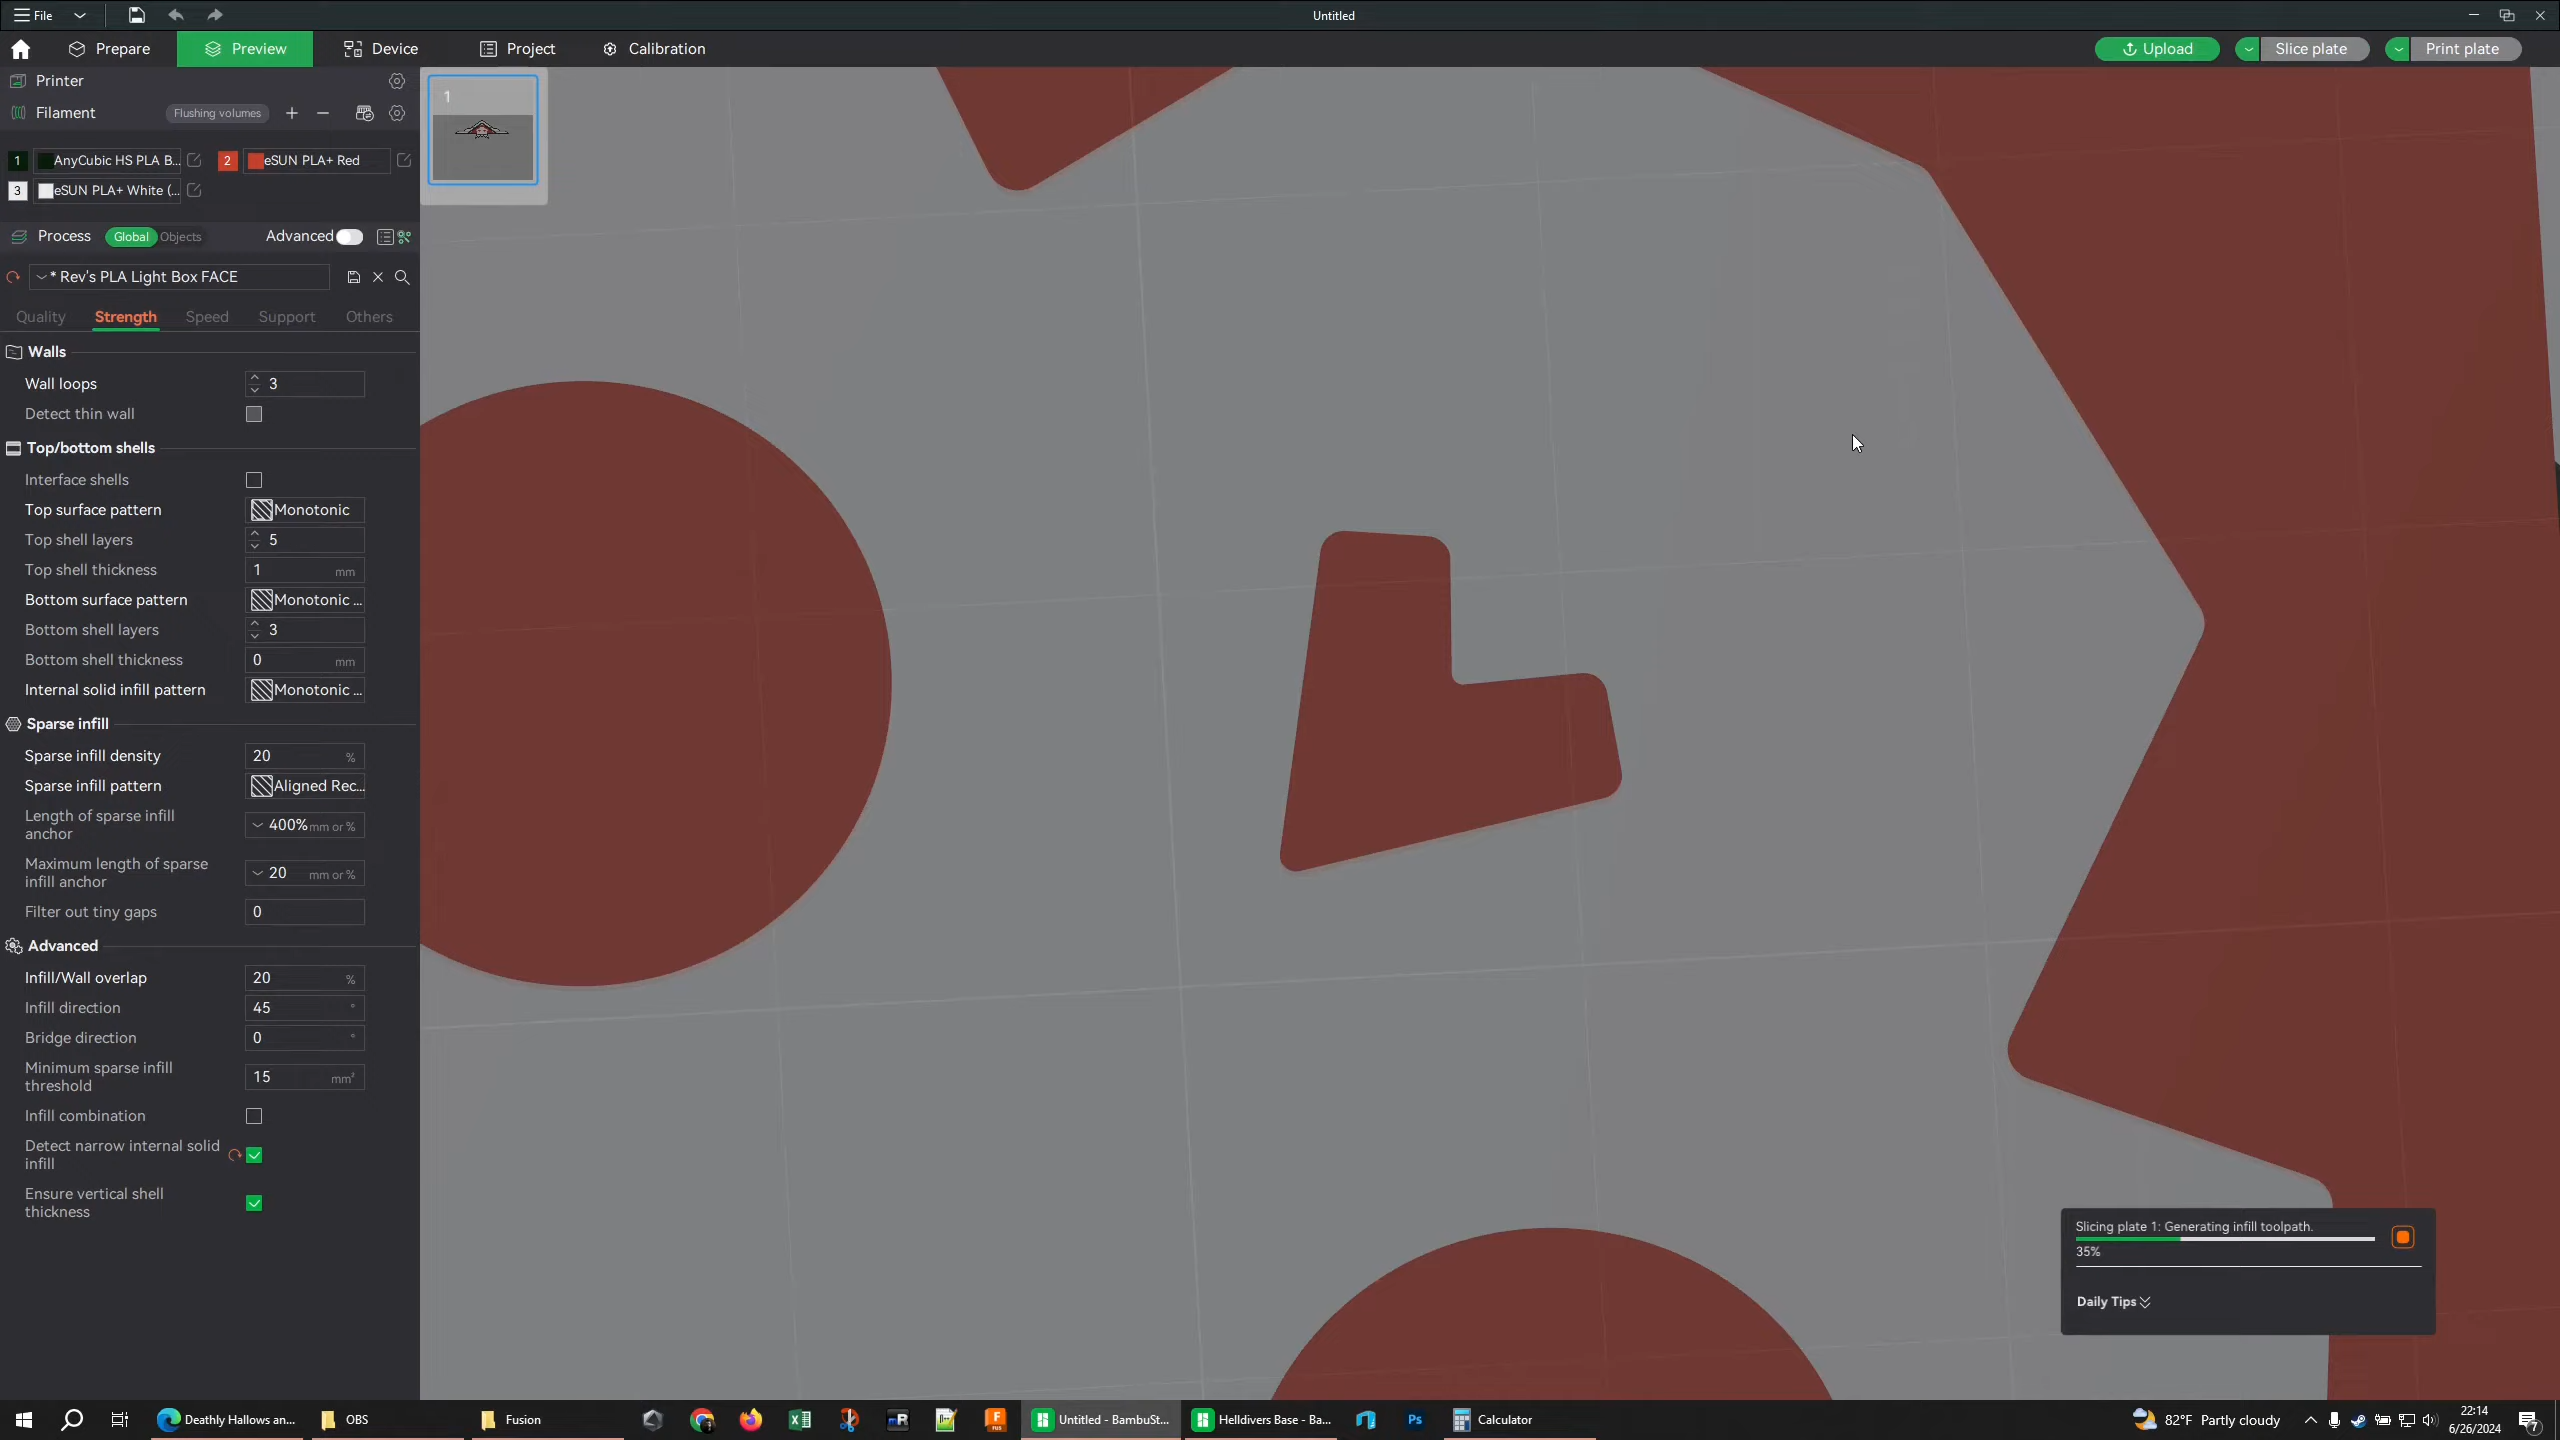 File
Untitled
Prepare Preview Device Project Calibration Upload Slice plate Print plate
Printer
Filament Flushing volumes
1 AnyCubic HS PLA B... 2 eSUN PLA+ Red
3 eSUN PLA+ White (...
1
Process Global Objects Advanced
* Rev's PLA Light Box FACE
Quality Strength Speed Support Others
Walls
Wall loops 3
Detect thin wall
Top/bottom shells
Interface shells
Top surface pattern Monotonic
Top shell layers 5
Top shell thickness 1 mm
Bottom surface pattern Monotonic ...
Bottom shell layers 3
Bottom shell thickness 0 mm
Internal solid infill pattern Monotonic ...
Sparse infill
Sparse infill density 20 %
Sparse infill pattern Aligned Rec...
Length of sparse infill
anchor 400% mm or %
Maximum length of sparse
infill anchor 20 mm or %
Filter out tiny gaps 0
Advanced
Infill/Wall overlap 20 %
Infill direction 45 °
Bridge direction 0 °
Minimum sparse infill
threshold 15 mm²
Infill combination
Detect narrow internal solid
infill
Ensure vertical shell
thickness
Slicing plate 1: Generating infill toolpath.
35%
Daily Tips
Deathly Hallows an... OBS Fusion Untitled - BambuSt... Helldivers Base - Ba... Ps Calculator 82°F Partly cloudy
22:14
6/26/2024
7